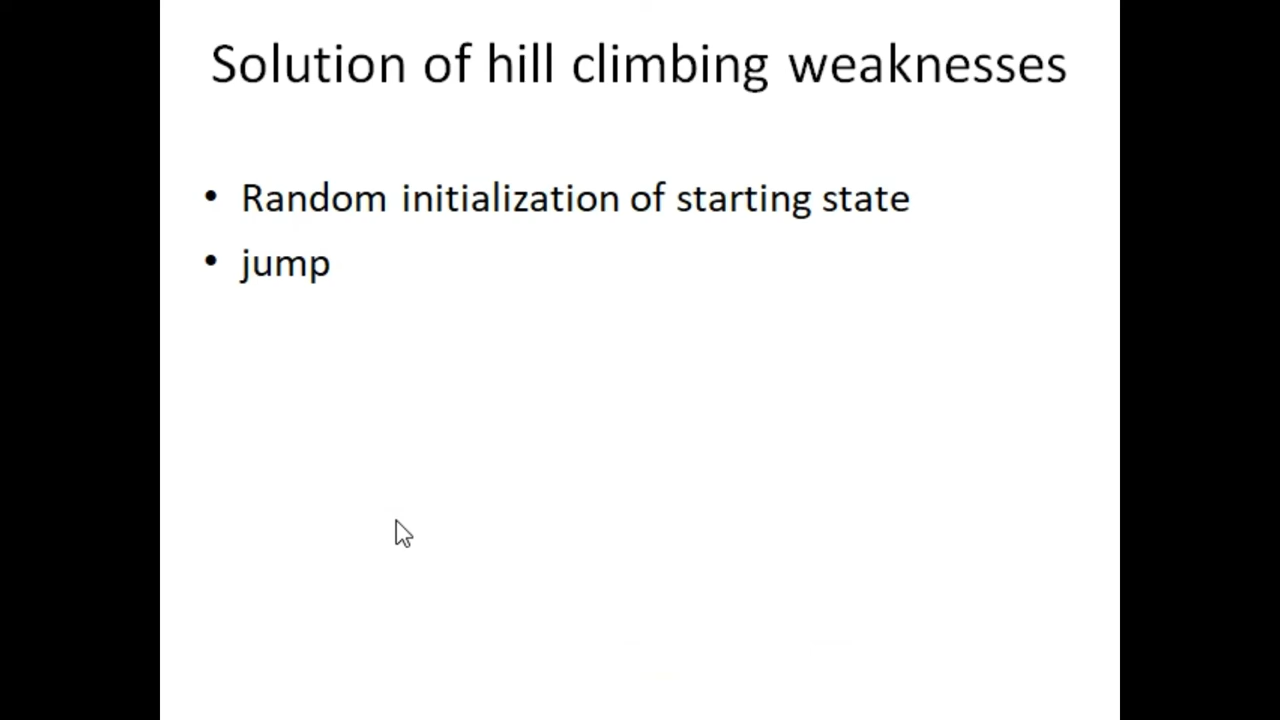 Solution of hill climbing weaknesses
• Random initialization of starting state
• jump